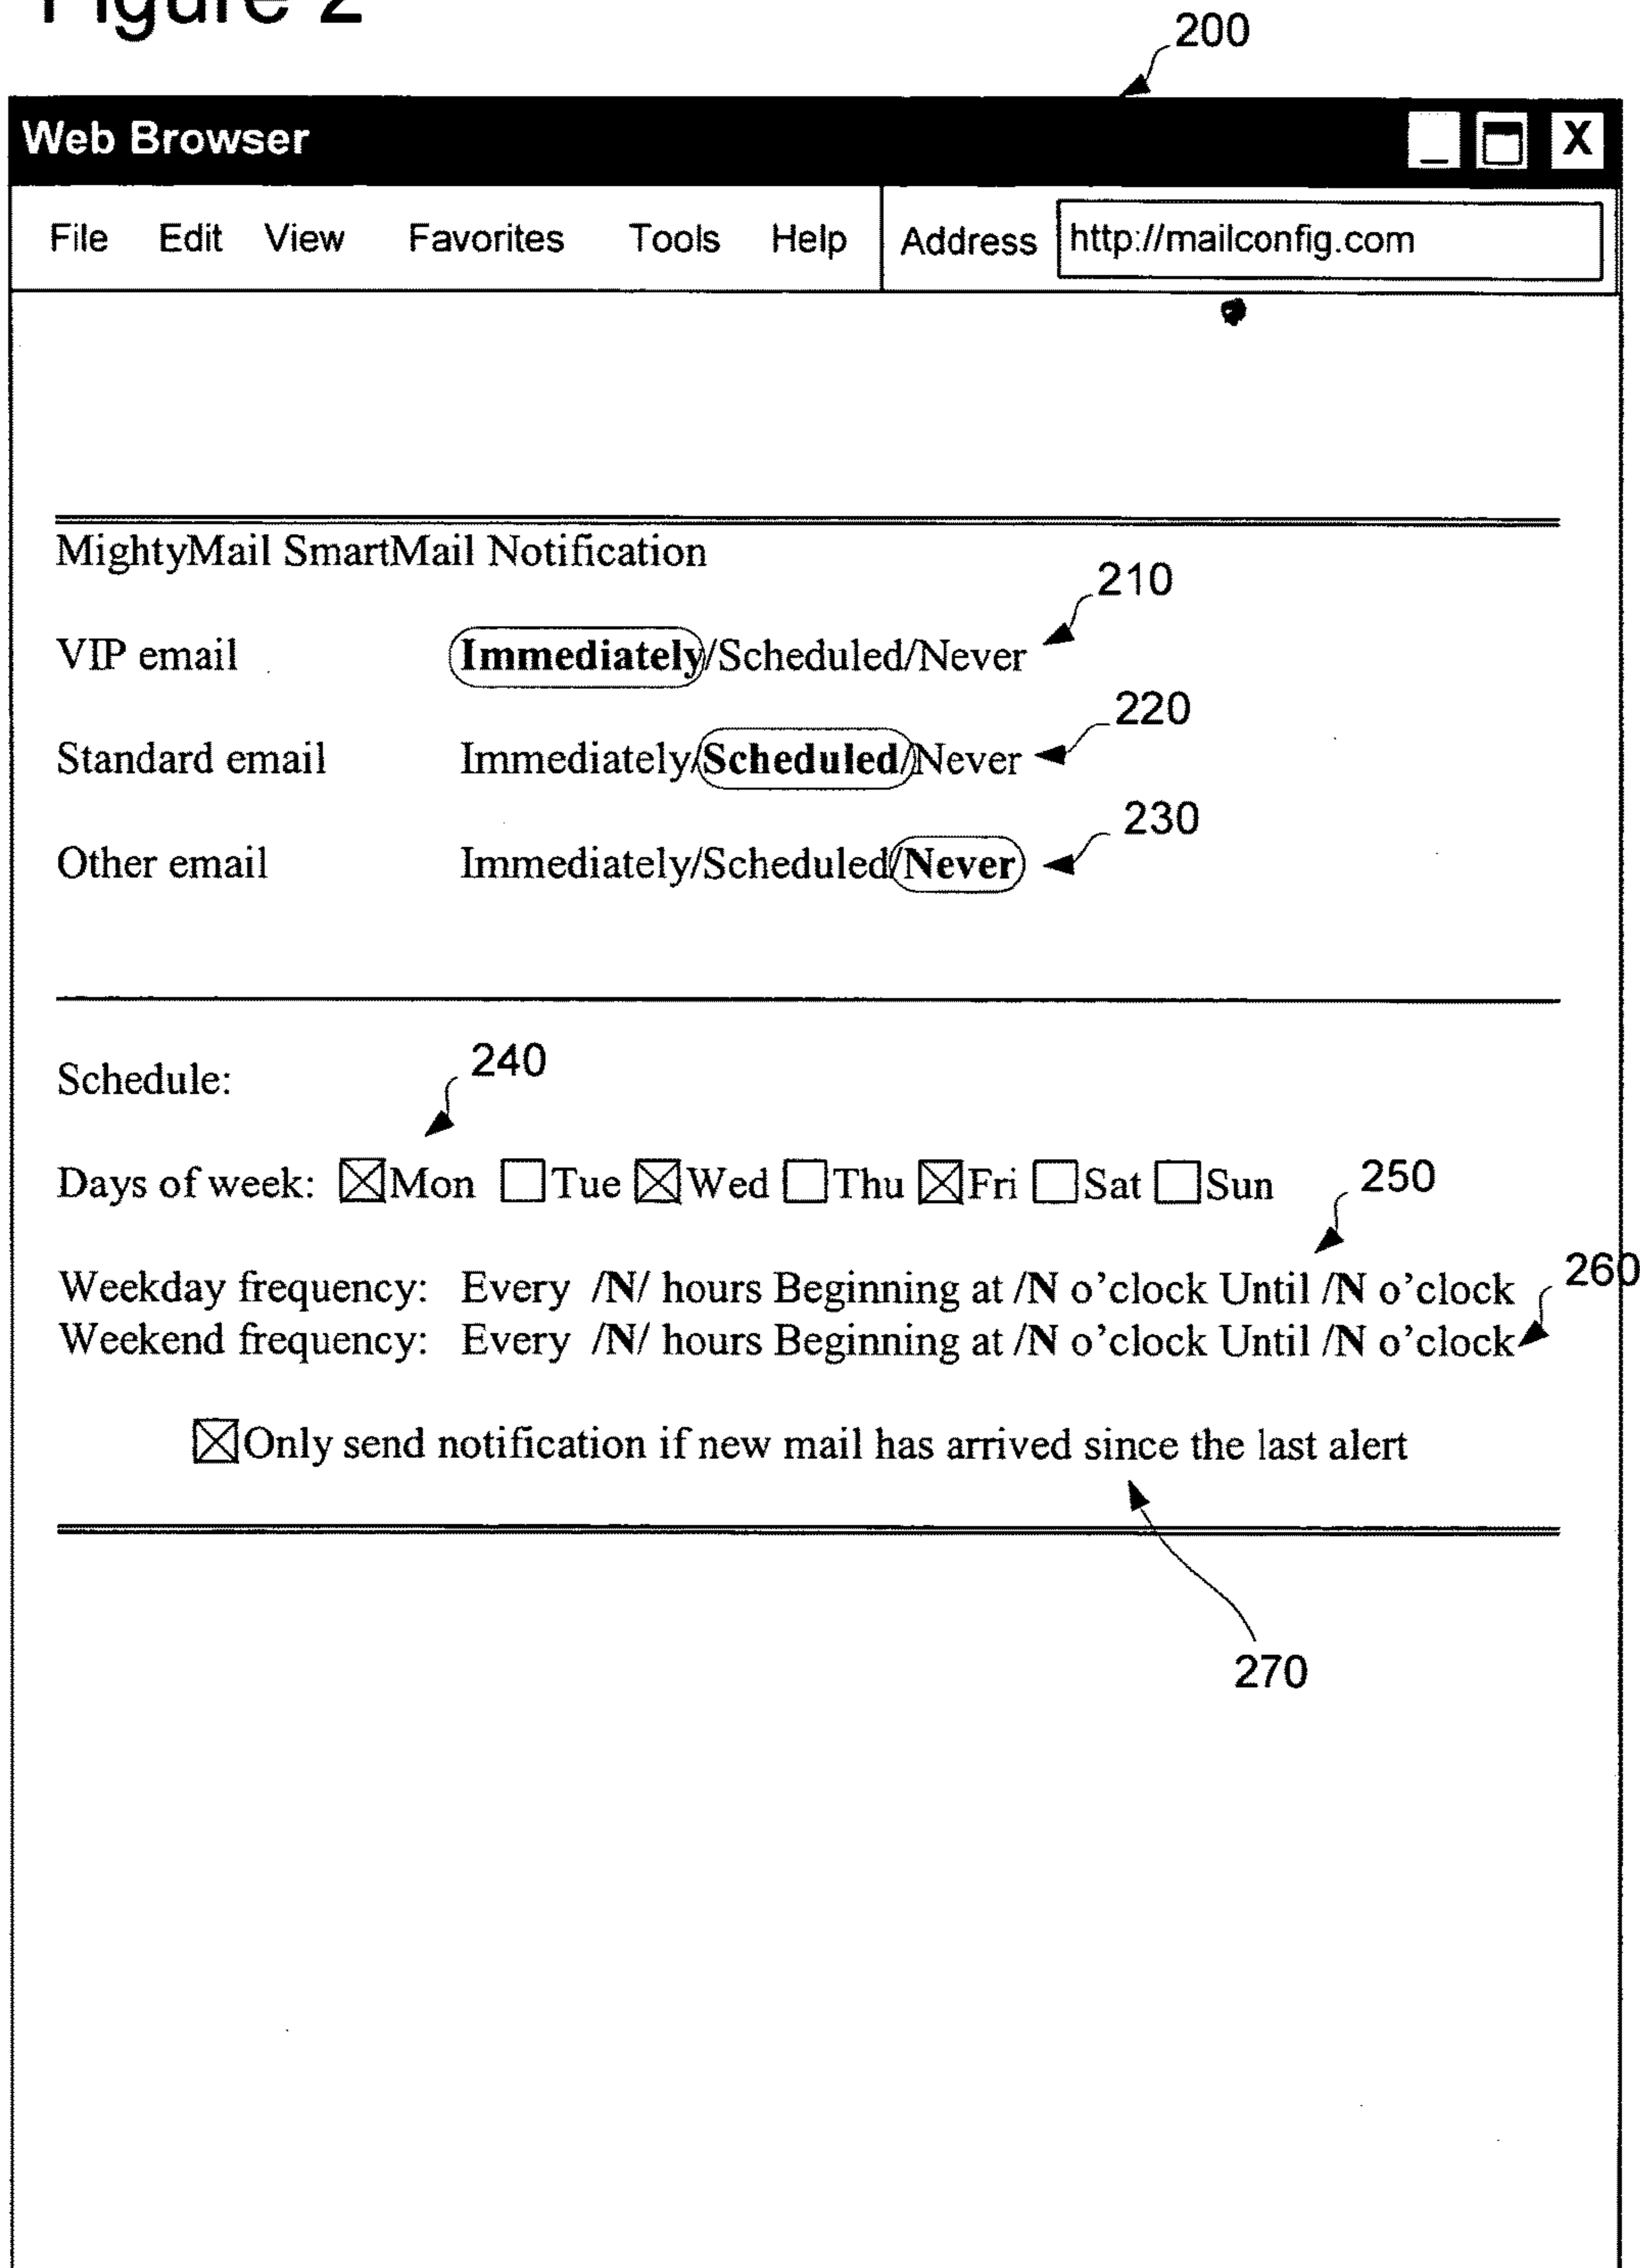 Figure 2
200
Web Browser _ X
File Edit View Favorites Tools Help Address http://mailconfig.com
MightyMail SmartMail Notification
210
VIP email Immediately/Scheduled/Never
220
Standard email Immediately/Scheduled/Never
230
Other email Immediately/Scheduled/Never
240
Schedule:
Days of week: Mon Tue Wed Thu Fri Sat Sun
250
260
Weekday frequency: Every /N/ hours Beginning at /N o’clock Until /N o’clock
Weekend frequency: Every /N/ hours Beginning at /N o’clock Until /N o’clock
Only send notification if new mail has arrived since the last alert
270